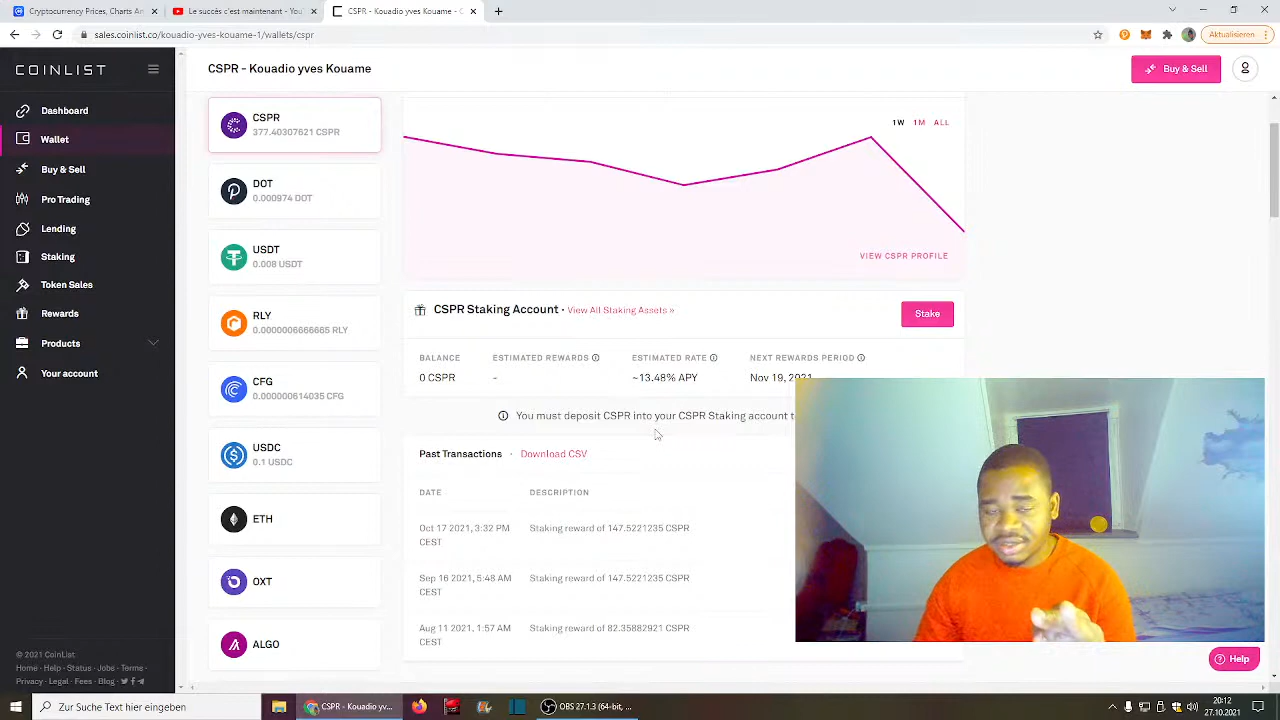 Cryptocurrency Prices, Charts An
Le succès s'est maintenant - You
CSPR - Kouadio yves Kouame - C
sales.coinlist.co/kouadio-yves-kouame-1/wallets/cspr
Aktualisieren
COINLIST
CSPR - Kouadio yves Kouame
Buy & Sell
Dashboard
Wallet
Buy & Sell
Pro Trading
Lending
Staking
Token Sales
Rewards
Products
Your account
© 2021 CoinList
Home · Help · Status · Jobs · Terms ·
Privacy · Legal · Fees · Blog ·
CSPR
377.40307621 CSPR
DOT
0.000974 DOT
USDT
0.008 USDT
RLY
0.0000006666665 RLY
CFG
0.000000614035 CFG
USDC
0.1 USDC
ETH
OXT
ALGO
1W 1M ALL
VIEW CSPR PROFILE
CSPR Staking Account · View All Staking Assets »
Stake
BALANCE ESTIMATED REWARDS ESTIMATED RATE NEXT REWARDS PERIOD
0 CSPR - ~13.48% APY Nov 19, 2021
You must deposit CSPR into your CSPR Staking account t
Past Transactions · Download CSV
DATE DESCRIPTION
Oct 17 2021, 3:32 PM Staking reward of 147.5221235 CSPR
CEST
Sep 16 2021, 5:48 AM Staking reward of 147.5221235 CSPR
CEST
Aug 11 2021, 1:57 AM Staking reward of 82.35882921 CSPR
CEST
Help
Zur Suche Text hier eingeben
CSPR - Kouadio yv...
OBS 27.1.3 (64-bit, ...
20:12
27.10.2021